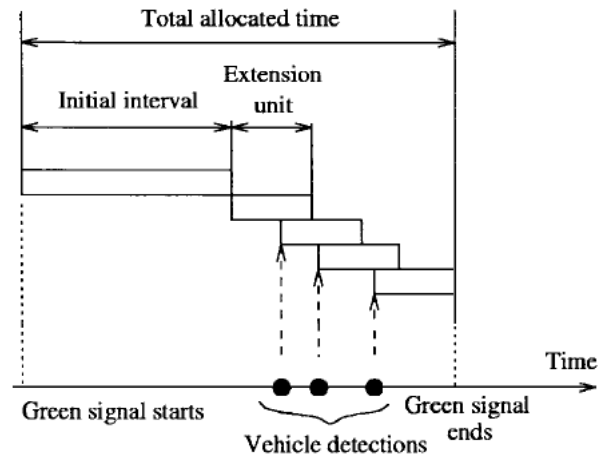 Total allocated time
Extension
unit
Initial interval
Time
Green signal starts
Green signal
ends
Vehicle detections